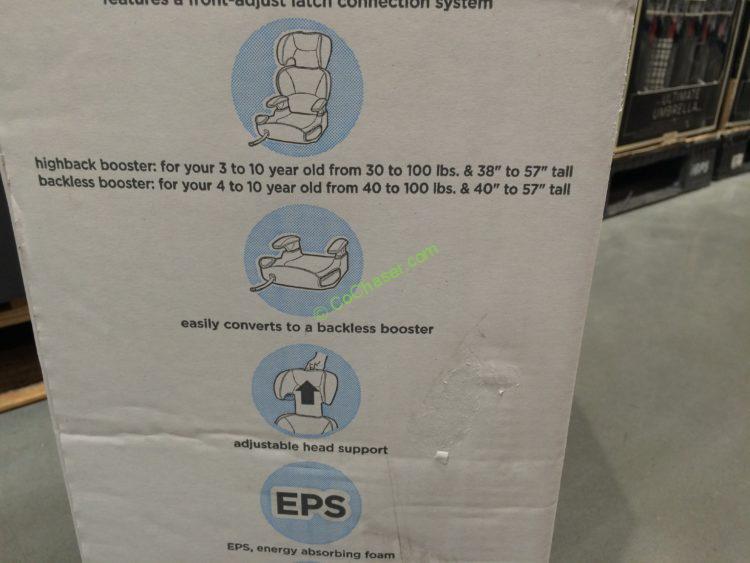 features a front-adjust latch connection system
highback booster: for your 3 to 10 year old from 30 to 100 lbs. & 38" to 57" tall
backless booster: for your 4 to 10 year old from 40 to 100 lbs. & 40" to 57" tall
© CoChaser.com
easily converts to a backless booster
adjustable head support
EPS
EPS, energy absorbing foam
ULTIMATE
UMBRELLA